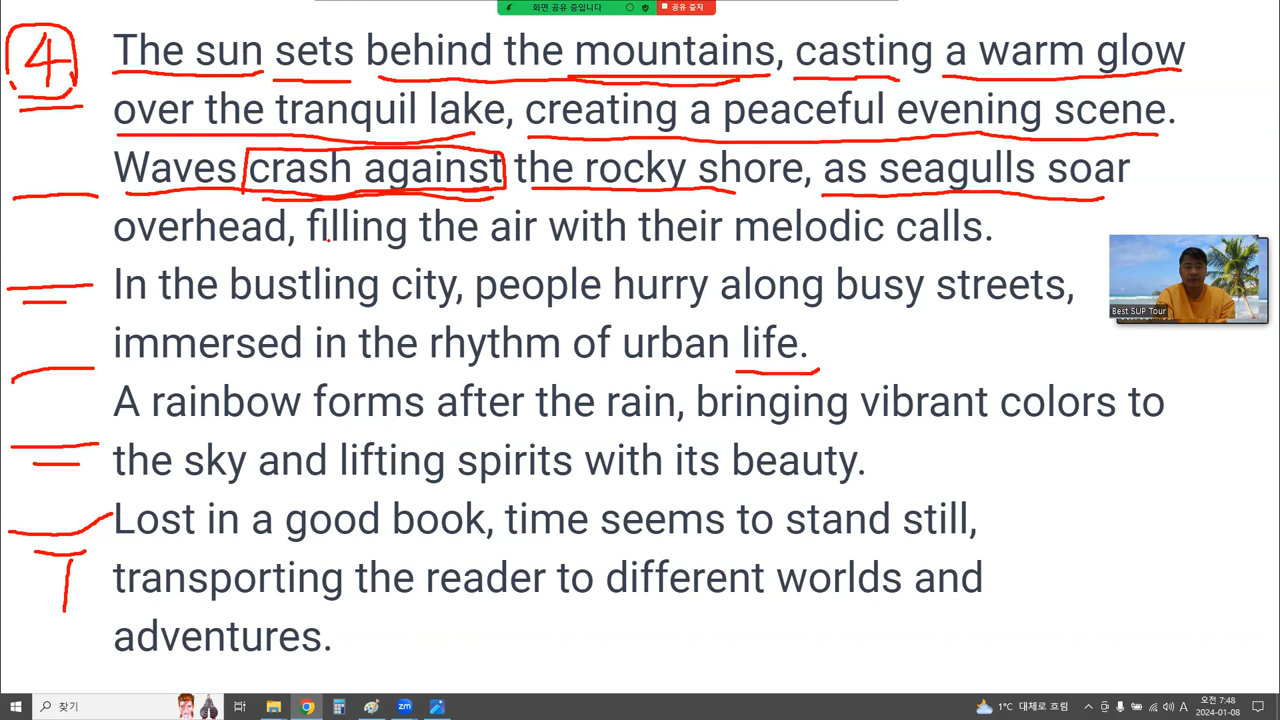 화면 공유 중입니다 공유 중지
4
The sun sets behind the mountains, casting a warm glow
over the tranquil lake, creating a peaceful evening scene.
Waves crash against the rocky shore, as seagulls soar
overhead, filling the air with their melodic calls.
In the bustling city, people hurry along busy streets,
immersed in the rhythm of urban life.
A rainbow forms after the rain, bringing vibrant colors to
the sky and lifting spirits with its beauty.
Lost in a good book, time seems to stand still,
transporting the reader to different worlds and
adventures.
Best SUP Tour
찾기
zm
1°C 대체로 흐림
A
오전 7:48
2024-01-08